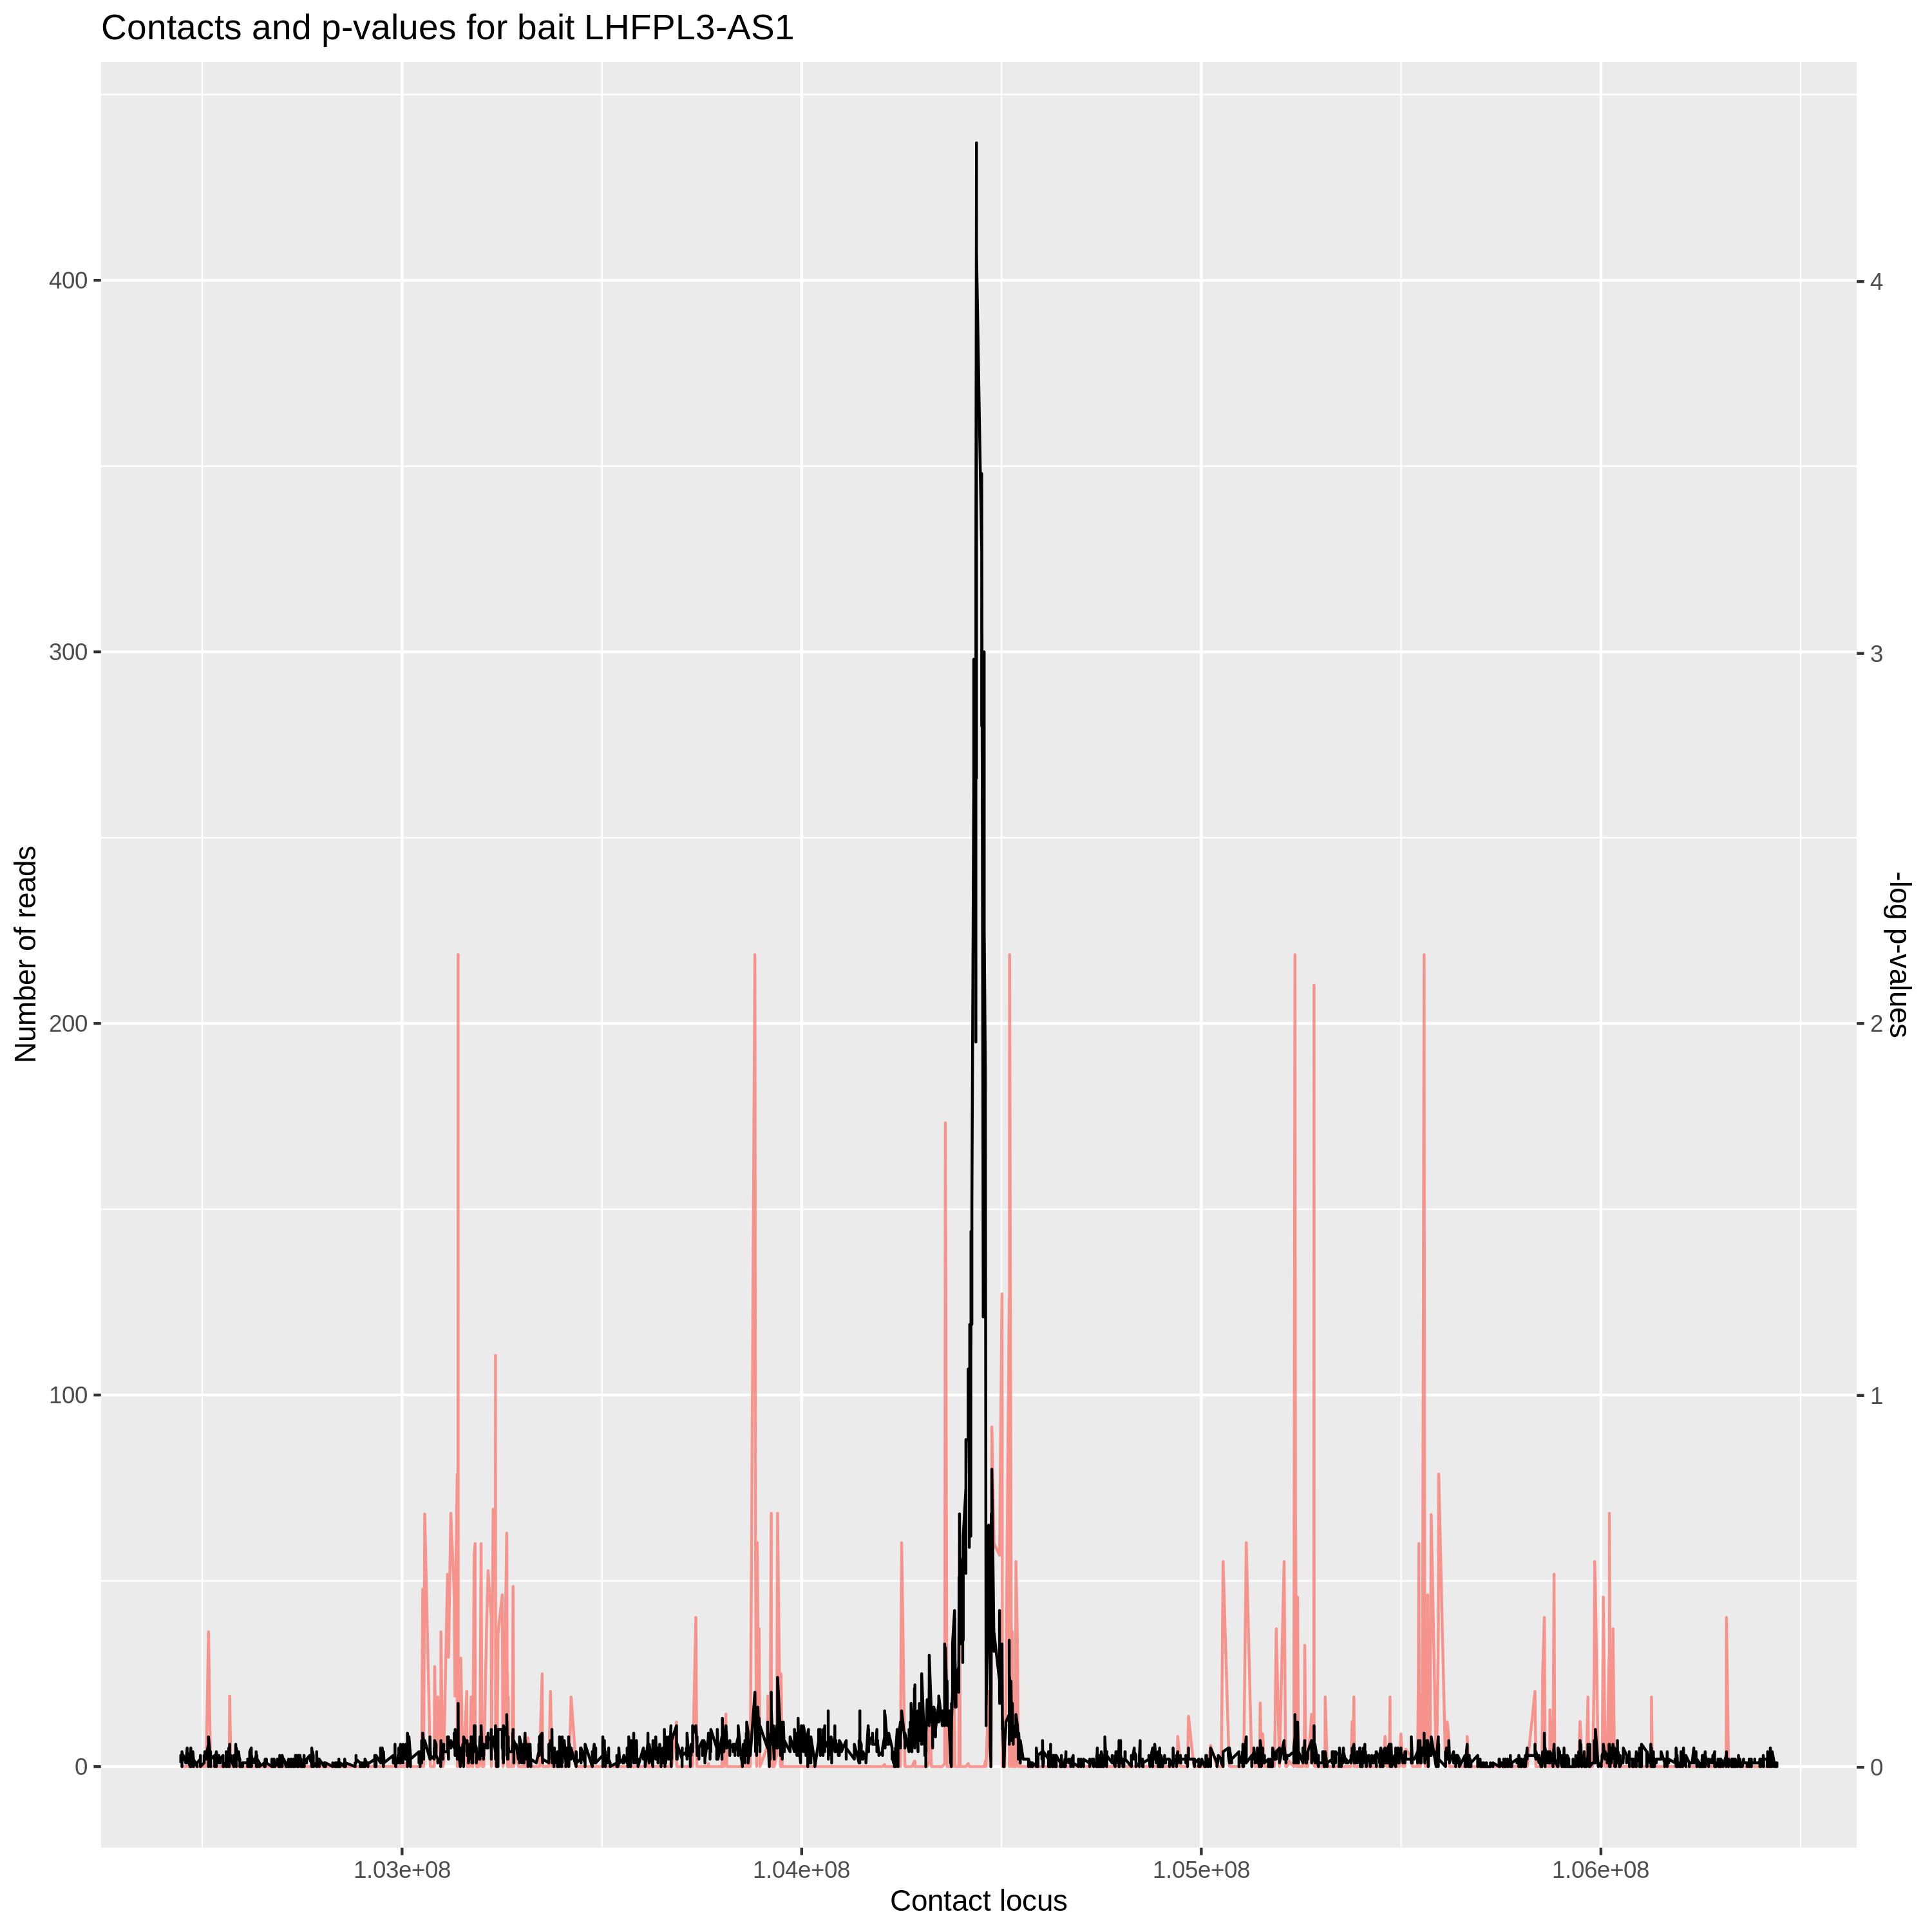 Contacts and p-values for bait LHFPL3-AS1
400
300
200
100
0
4
3
2
1
0
Number of reads
-log p-values
1.03e+08
1.04e+08
1.05e+08
1.06e+08
Contact locus